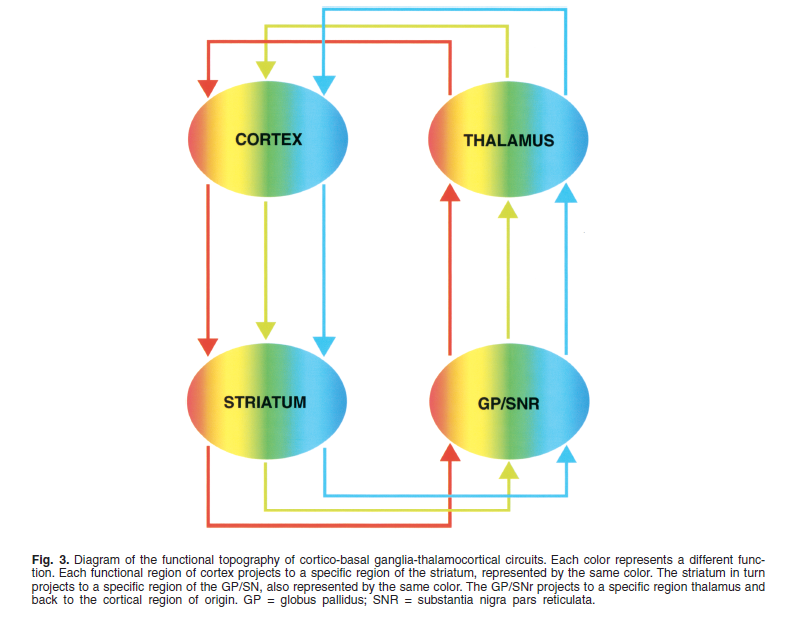 CORTEX
THALAMUS
STRIATUM
GP/SNR
Fig. 3. Diagram of the functional topography of cortico-basal ganglia-thalamocortical circuits. Each color represents a different func-
tion. Each functional region of cortex projects to a specific region of the striatum, represented by the same color. The striatum in turn
projects to a specific region of the GP/SN, also represented by the same color. The GP/SNr projects to a specific region thalamus and
back to the cortical region of origin. GP = globus pallidus; SNR = substantia nigra pars reticulata.